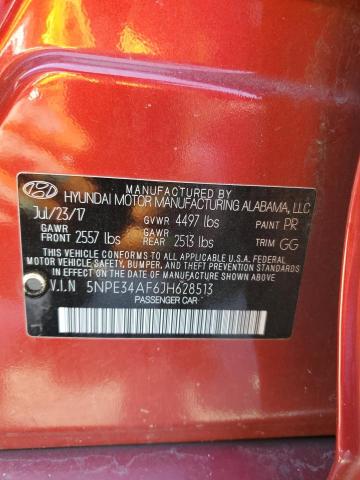 MANUFACTURED BY
HYUNDAI MOTOR MANUFACTURING ALABAMA, LLC
Jul/23/17 GVWR 4497 lbs PAINT PR
GAWR FRONT 2557 lbs GAWR REAR 2513 lbs TRIM GG
THIS VEHICLE CONFORMS TO ALL APPLICABLE U.S.A. FEDERAL
MOTOR VEHICLE SAFETY, BUMPER, AND THEFT PREVENTION
STANDARDS IN EFFECT ON THE DATE OF MANUFACTURE SHOWN ABOVE.
V.I.N 5NPE34AF6JH628513
PASSENGER CAR